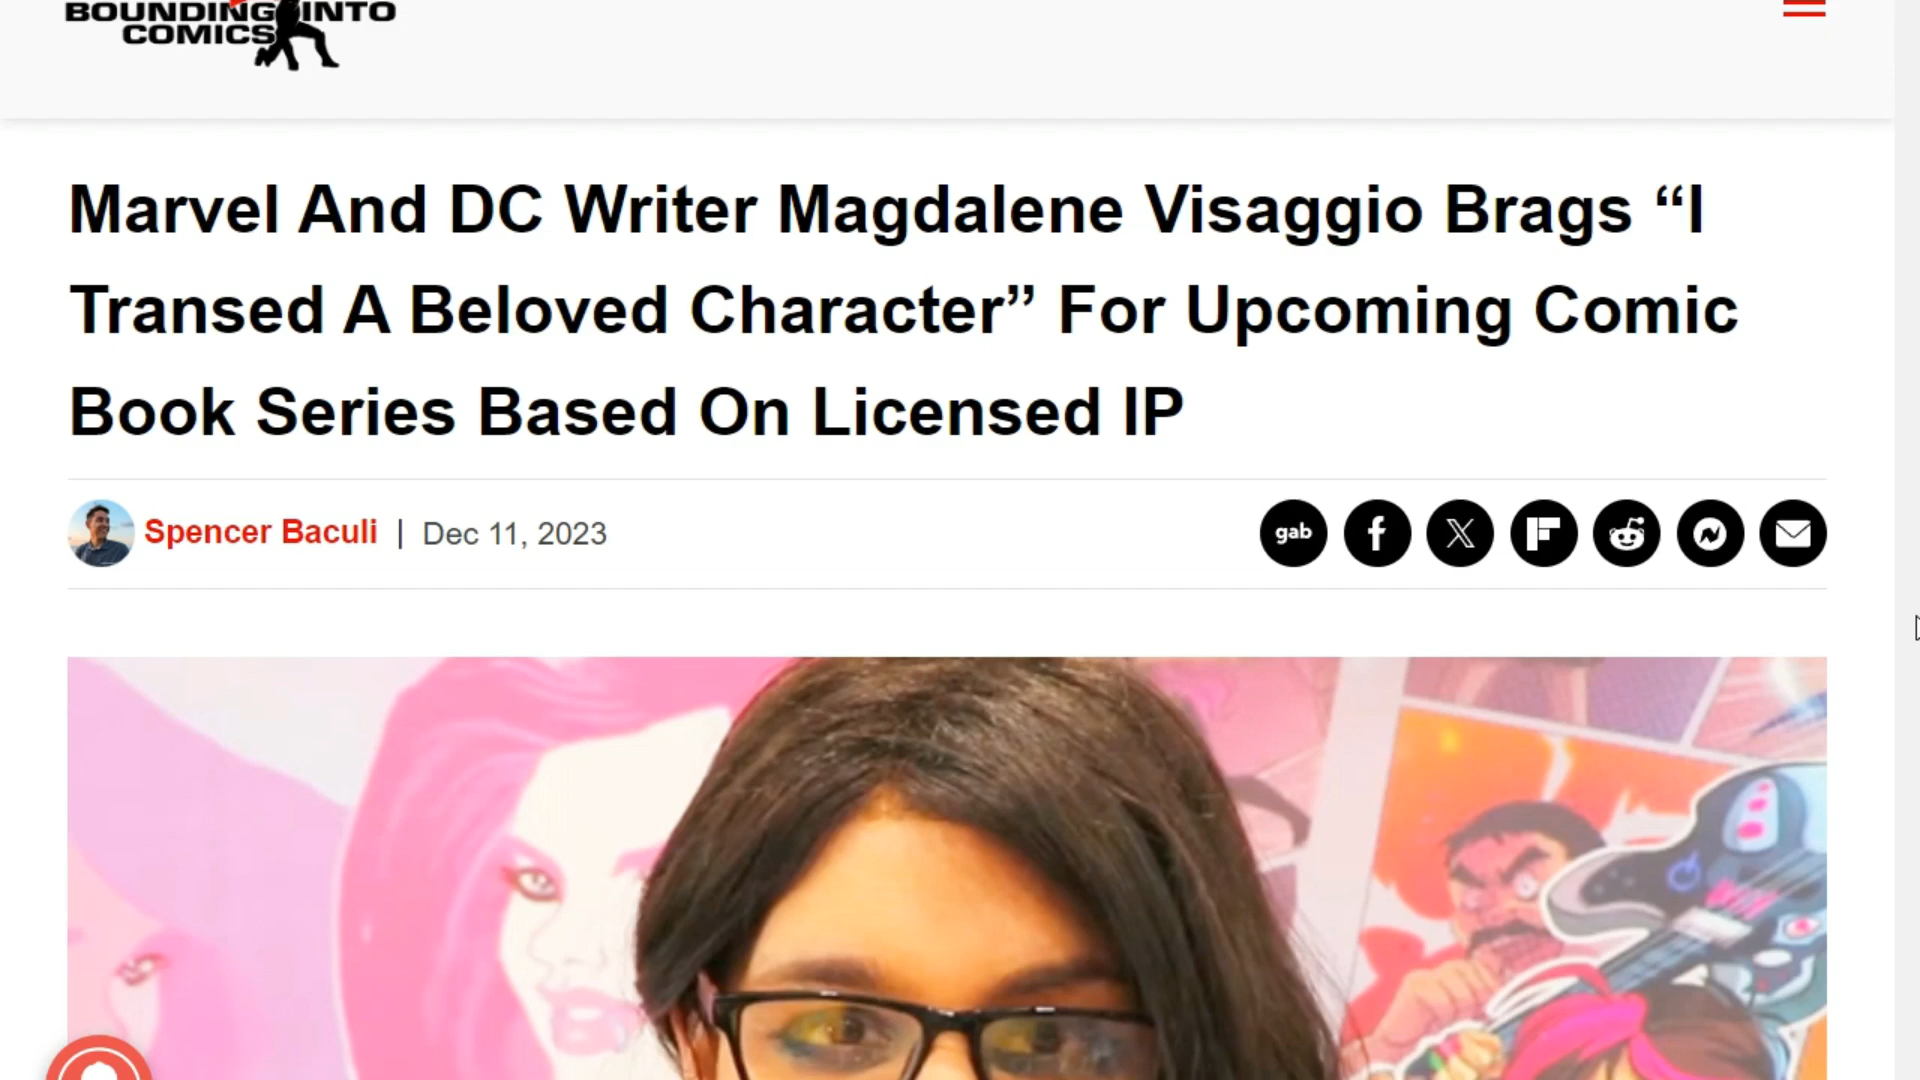 BOUNDING INTO
COMICS
Marvel And DC Writer Magdalene Visaggio Brags “I
Transed A Beloved Character” For Upcoming Comic
Book Series Based On Licensed IP
Spencer Baculi | Dec 11, 2023
gab